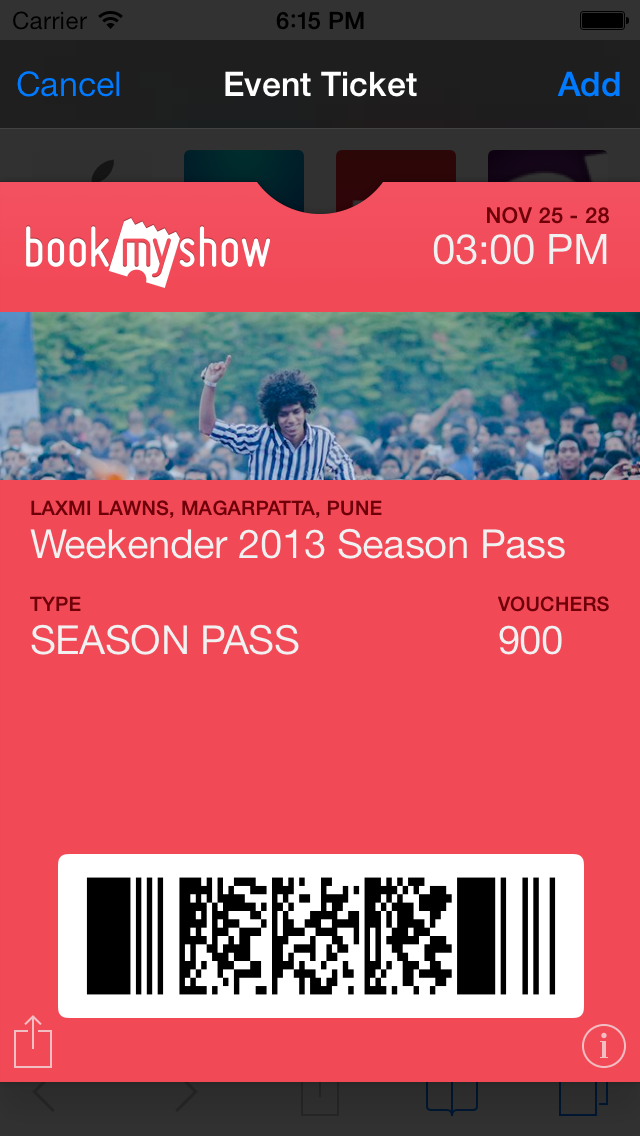 Carrier 6:15 PM
Cancel Event Ticket Add
bookmyshow
NOV 25 - 28
03:00 PM
LAXMI LAWNS, MAGARPATTA, PUNE
Weekender 2013 Season Pass
TYPE VOUCHERS
SEASON PASS 900